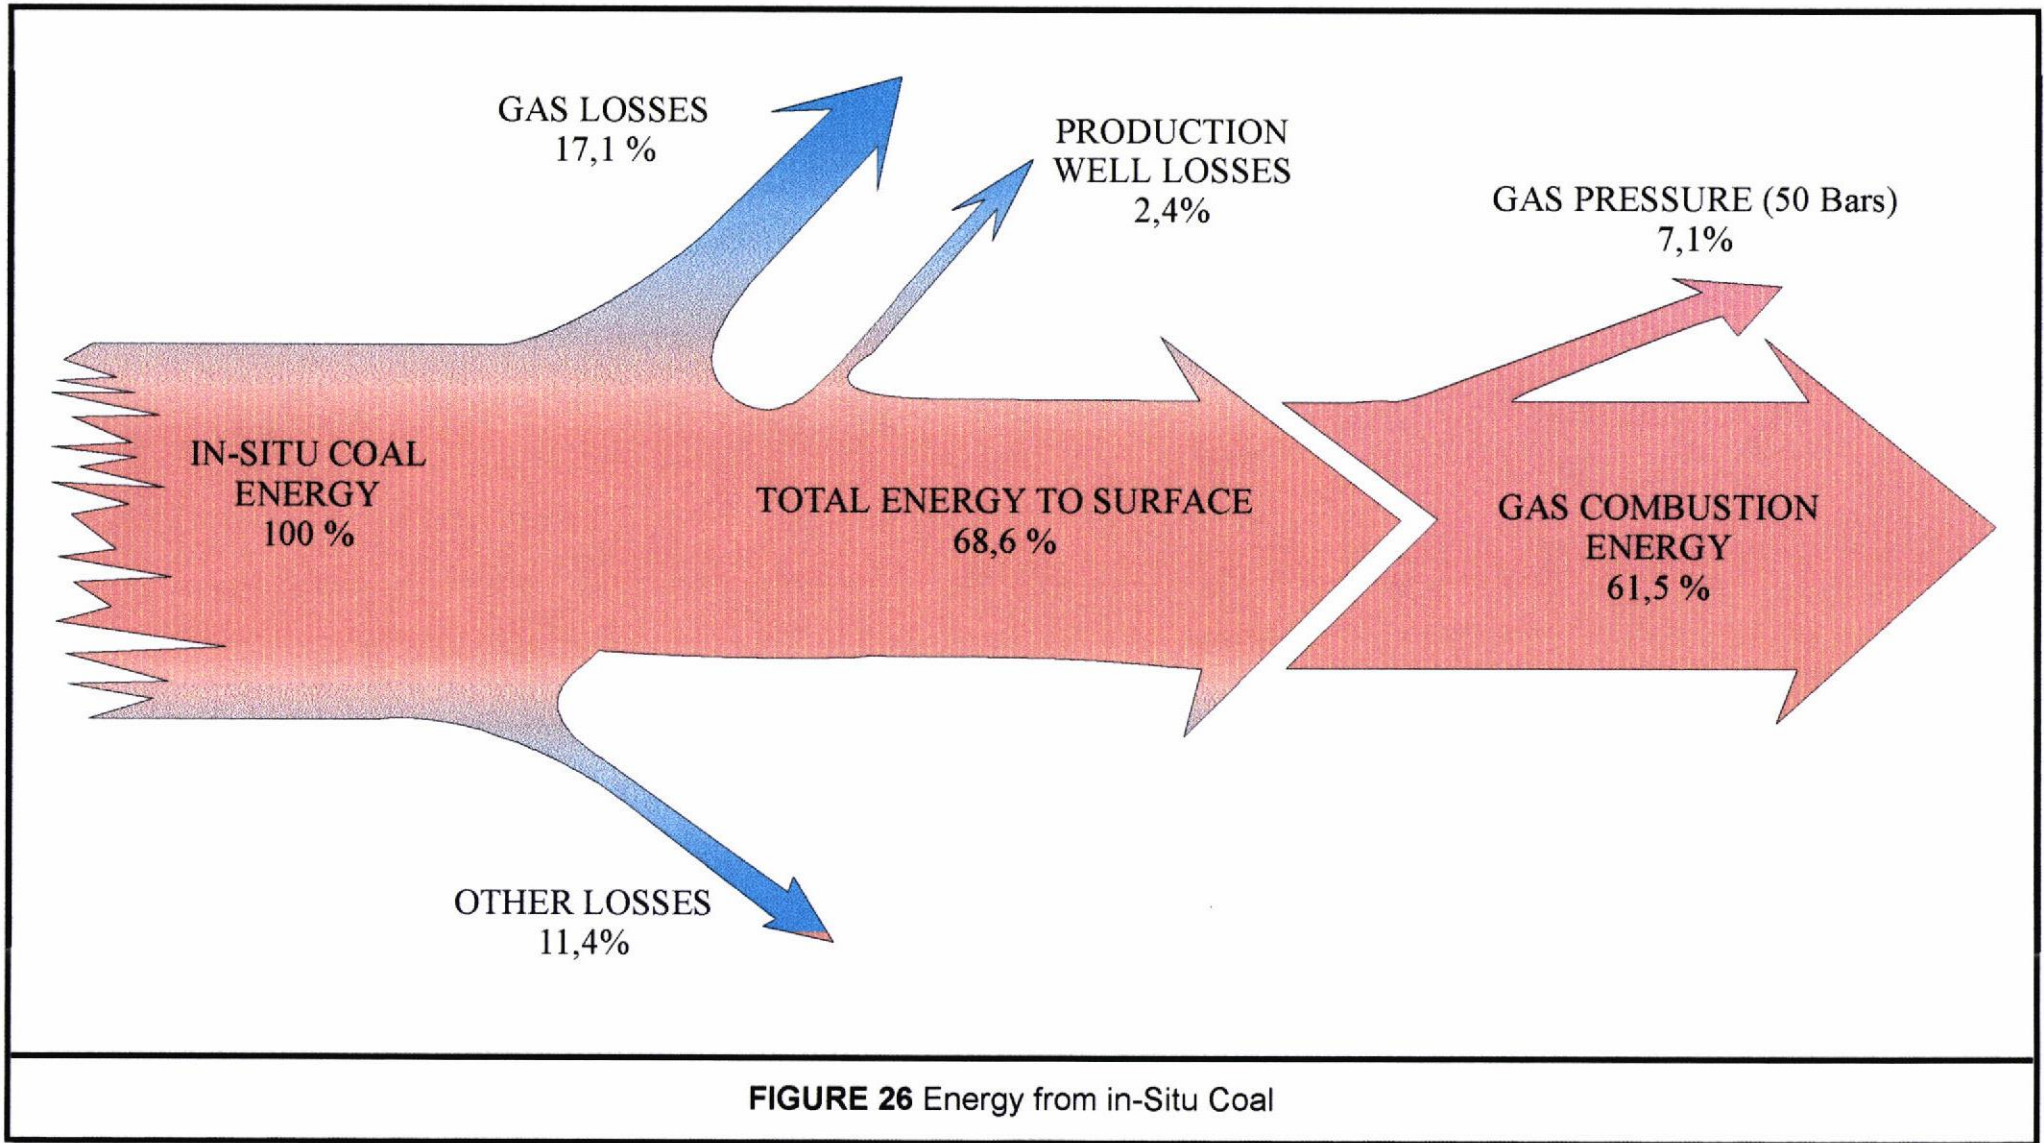 GAS LOSSES
17,1 %
PRODUCTION
WELL LOSSES
2,4%
GAS PRESSURE (50 Bars)
7,1%
IN-SITU COAL
ENERGY
100 %
TOTAL ENERGY TO SURFACE
68,6 %
GAS COMBUSTION
ENERGY
61,5 %
OTHER LOSSES
11,4%
FIGURE 26 Energy from in-Situ Coal